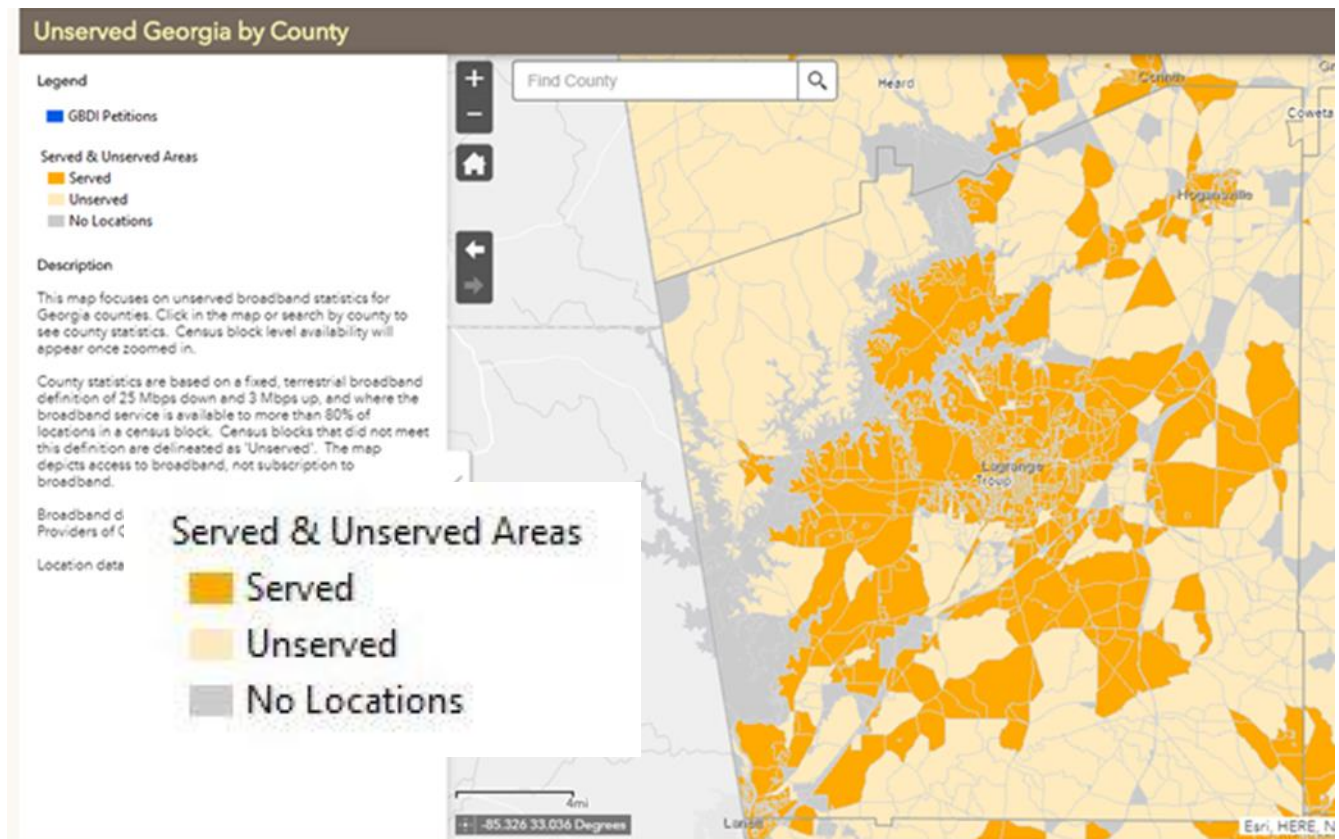 Unserved Georgia by County
Legend
GBDI Petitions
Served & Unserved Areas
Served
Unserved
No Locations
Description
This map focuses on unserved broadband statistics for
Georgia counties. Click in the map or search by county to
see county statistics. Census block level availability will
appear once zoomed in.
County statistics are based on a fixed, terrestrial broadband
definition of 25 Mbps down and 3 Mbps up, and where the
broadband service is available to more than 80% of
locations in a census block. Census blocks that did not meet
this definition are delineated as 'Unserved'. The map
depicts access to broadband, not subscription to
broadband.
Broadband d
Providers of
Location data
Served & Unserved Areas
Served
Unserved
No Locations
+
Find County
−
Heard
Corinth
Coweta
Hogansville
Lagrange
Troup
4mi
-85.326 33.036 Degrees
Esri, HERE,